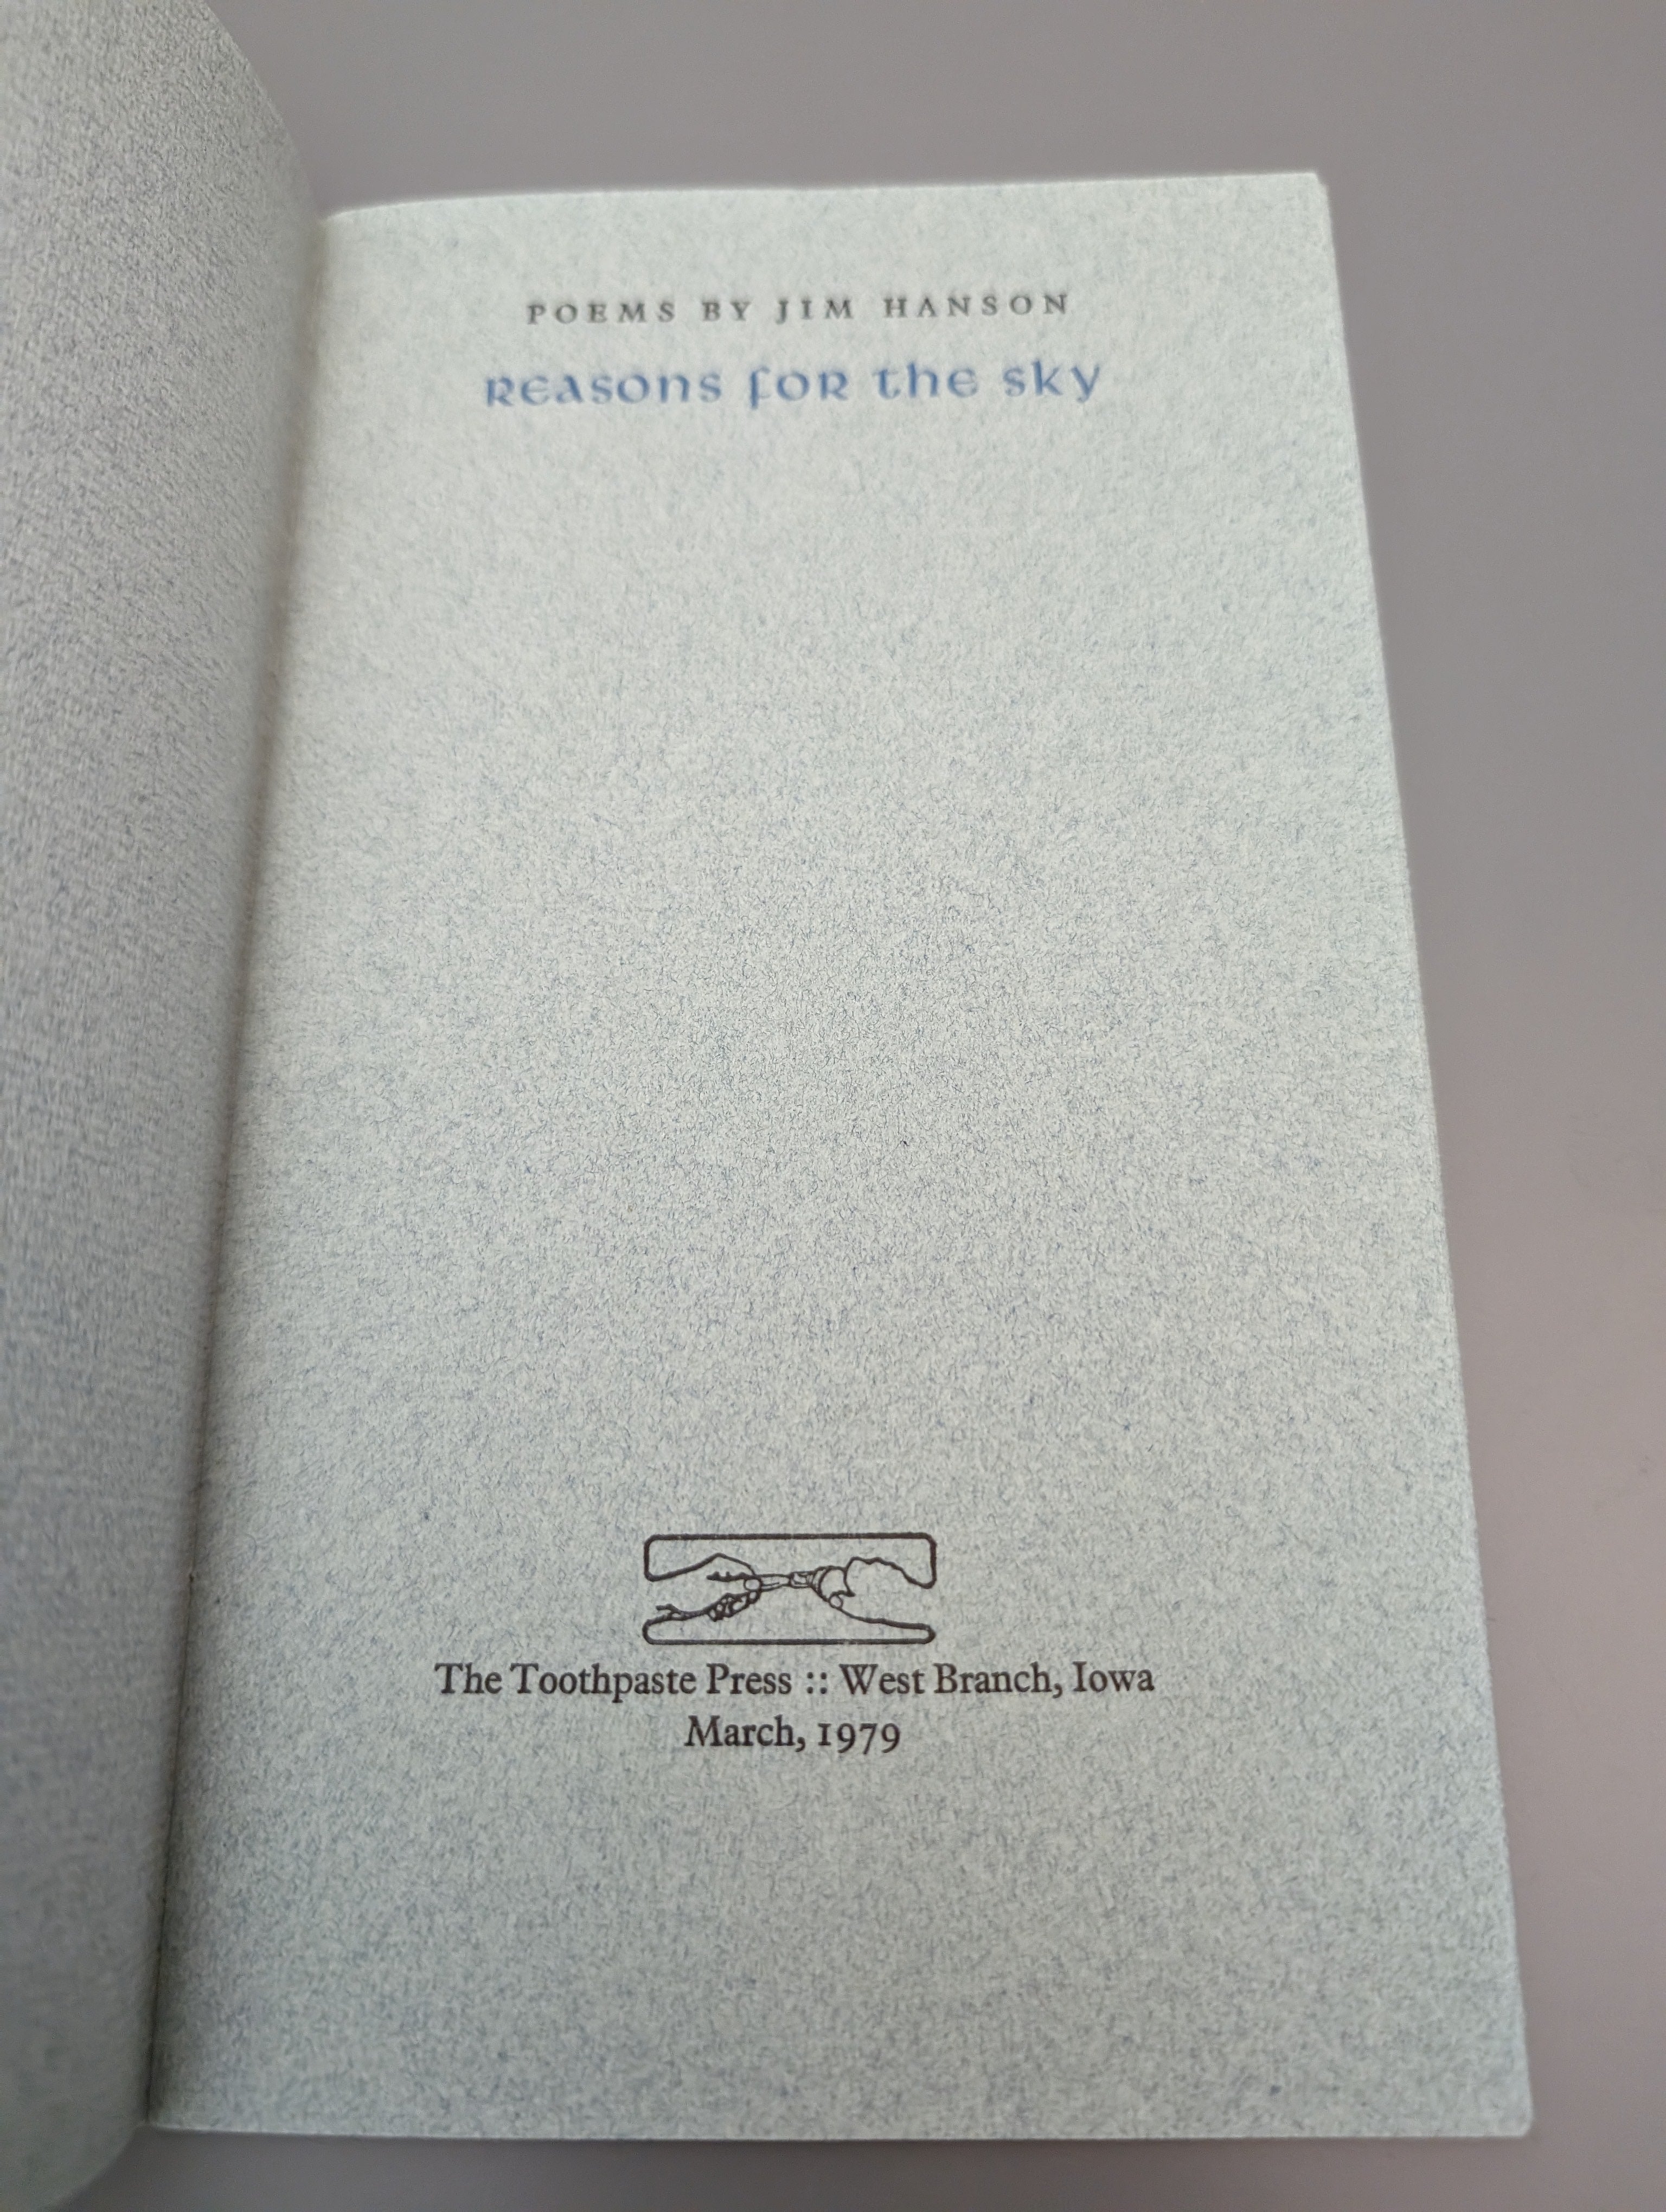 POEMS BY JIM HANSON
REASONS FOR the sky
The Toothpaste Press :: West Branch, Iowa
March, 1979